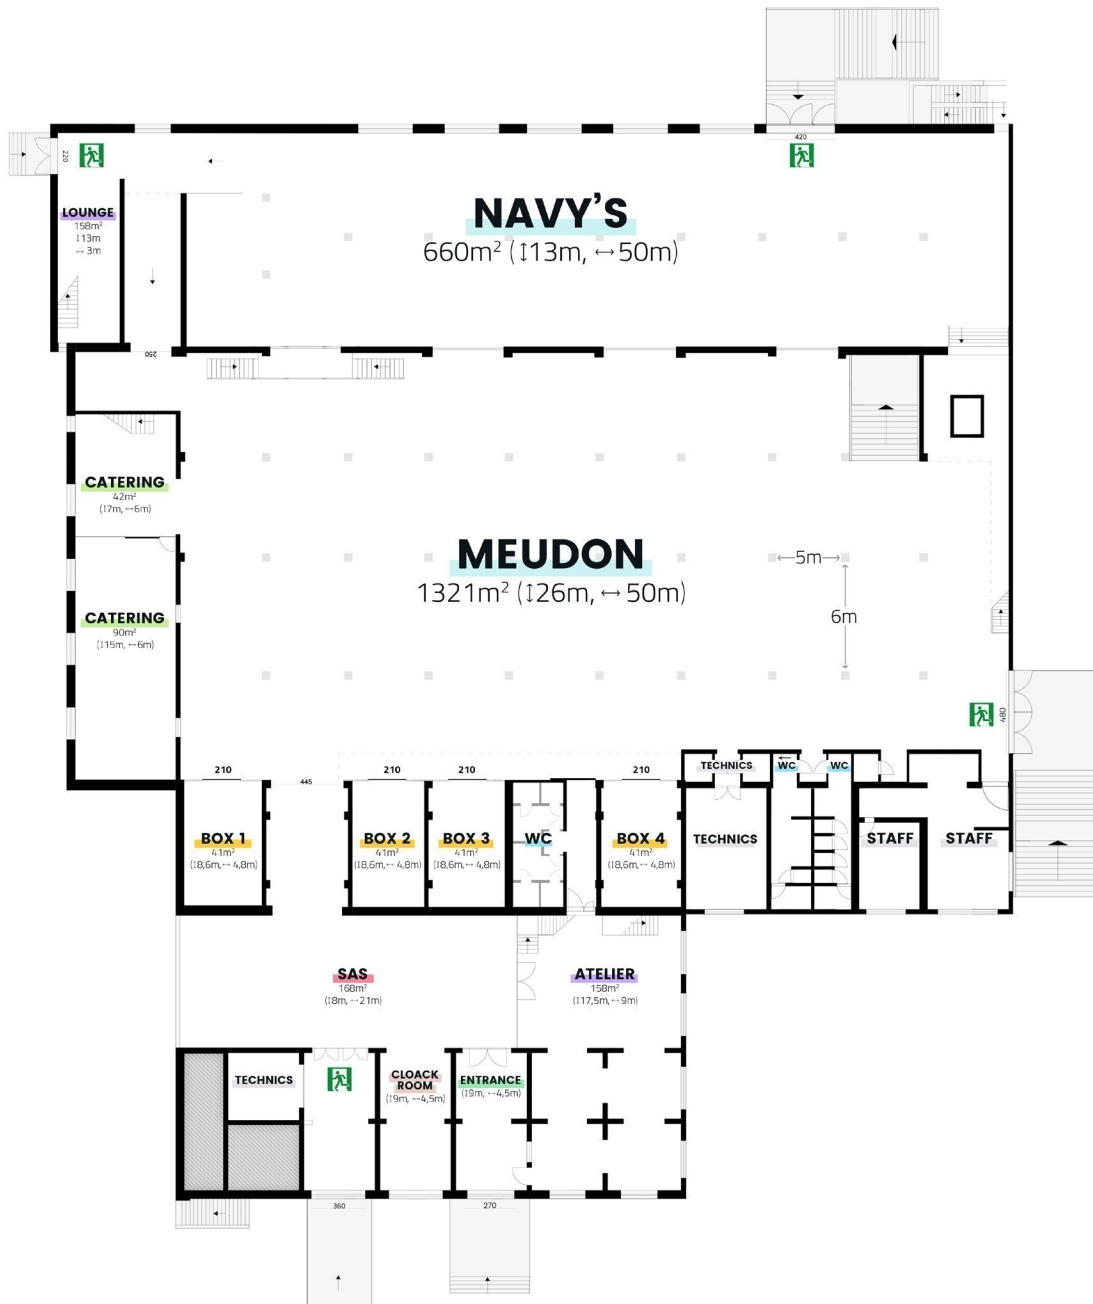 420
220
LOUNGE
158m²
↕13m
↔ 3m
NAVY'S
660m² (↕13m, ↔50m)
250
CATERING
42m²
(↕7m, ↔6m)
MEUDON
1321m² (↕26m, ↔50m)
5m
6m
CATERING
90m²
(↕15m, ↔6m)
480
210
445
210
210
210
TECHNICS
WC
WC
BOX 1
41m²
(↕8,6m, ↔ 4,8m)
BOX 2
41m²
(↕8,6m, ↔ 4,8m)
BOX 3
41m²
(↕8,6m, ↔ 4,8m)
WC
BOX 4
41m²
(↕8,6m, ↔ 4,8m)
TECHNICS
STAFF
STAFF
SAS
168m²
(↕8m, ↔21m)
ATELIER
158m²
(↕17,5m, ↔9m)
TECHNICS
CLOACK
ROOM
(↕9m, ↔4,5m)
ENTRANCE
(↕9m, ↔4,5m)
360
270